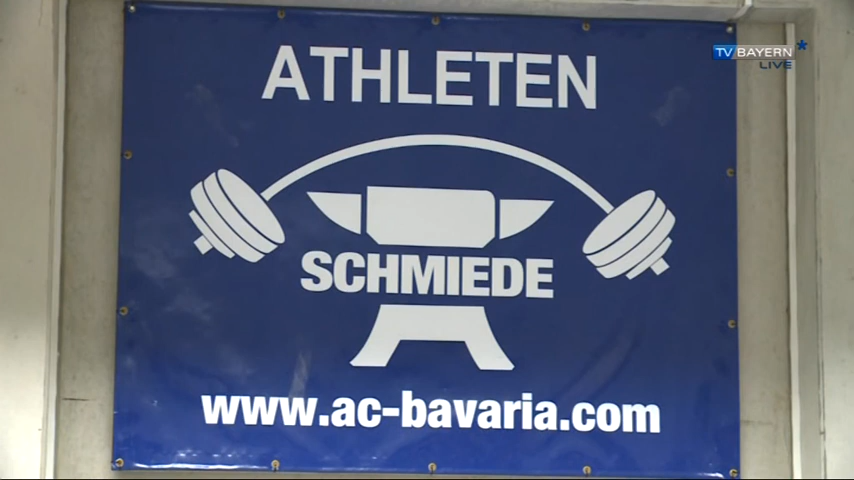 TV BAYERN
LIVE
ATHLETEN
SCHMIEDE
www.ac-bavaria.com